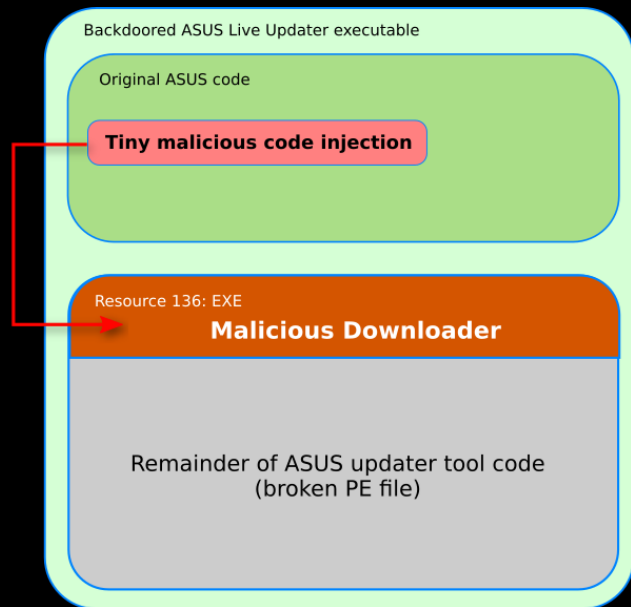 Backdoored ASUS Live Updater executable
Original ASUS code
Tiny malicious code injection
Resource 136: EXE
Malicious Downloader
Remainder of ASUS updater tool code
(broken PE file)